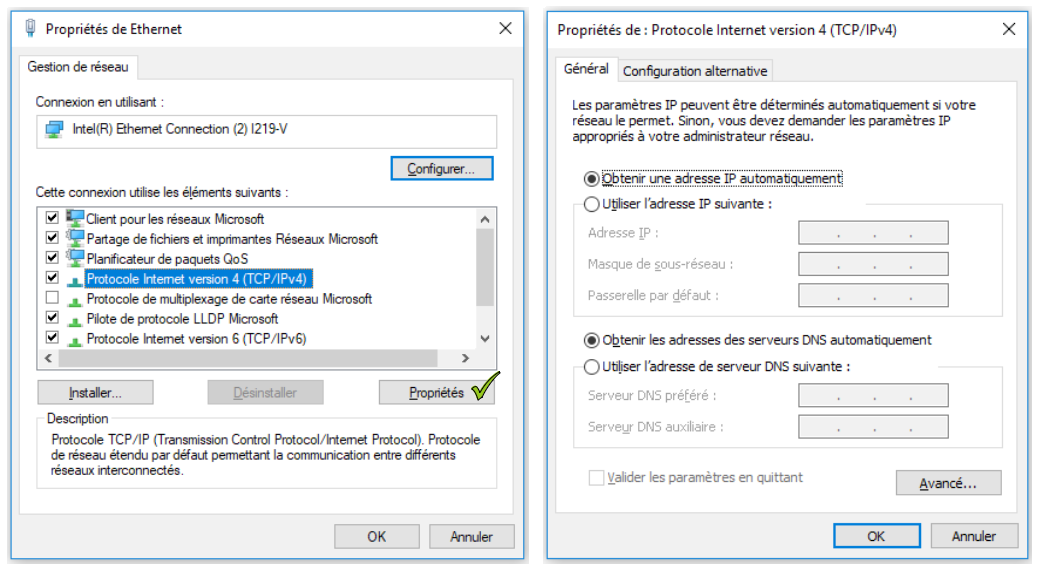 Propriétés de Ethernet
Gestion de réseau
Connexion en utilisant :
Intel(R) Ethernet Connection (2) I219-V
Configurer...
Cette connexion utilise les éléments suivants :
Client pour les réseaux Microsoft
Partage de fichiers et imprimantes Réseaux Microsoft
Planificateur de paquets QoS
Protocole Internet version 4 (TCP/IPv4)
Protocole de multiplexage de carte réseau Microsoft
Pilote de protocole LLDP Microsoft
Protocole Internet version 6 (TCP/IPv6)
Installer...
Désinstaller
Propriétés
Description
Protocole TCP/IP (Transmission Control Protocol/Internet Protocol). Protocole
de réseau étendu par défaut permettant la communication entre différents
réseaux interconnectés.
OK
Annuler
Propriétés de : Protocole Internet version 4 (TCP/IPv4)
Général
Configuration alternative
Les paramètres IP peuvent être déterminés automatiquement si votre
réseau le permet. Sinon, vous devez demander les paramètres IP
appropriés à votre administrateur réseau.
Obtenir une adresse IP automatiquement
Utiliser l'adresse IP suivante :
Adresse IP :
Masque de sous-réseau :
Passerelle par défaut :
Obtenir les adresses des serveurs DNS automatiquement
Utiliser l'adresse de serveur DNS suivante :
Serveur DNS préféré :
Serveur DNS auxiliaire :
Valider les paramètres en quittant
Avancé...
OK
Annuler